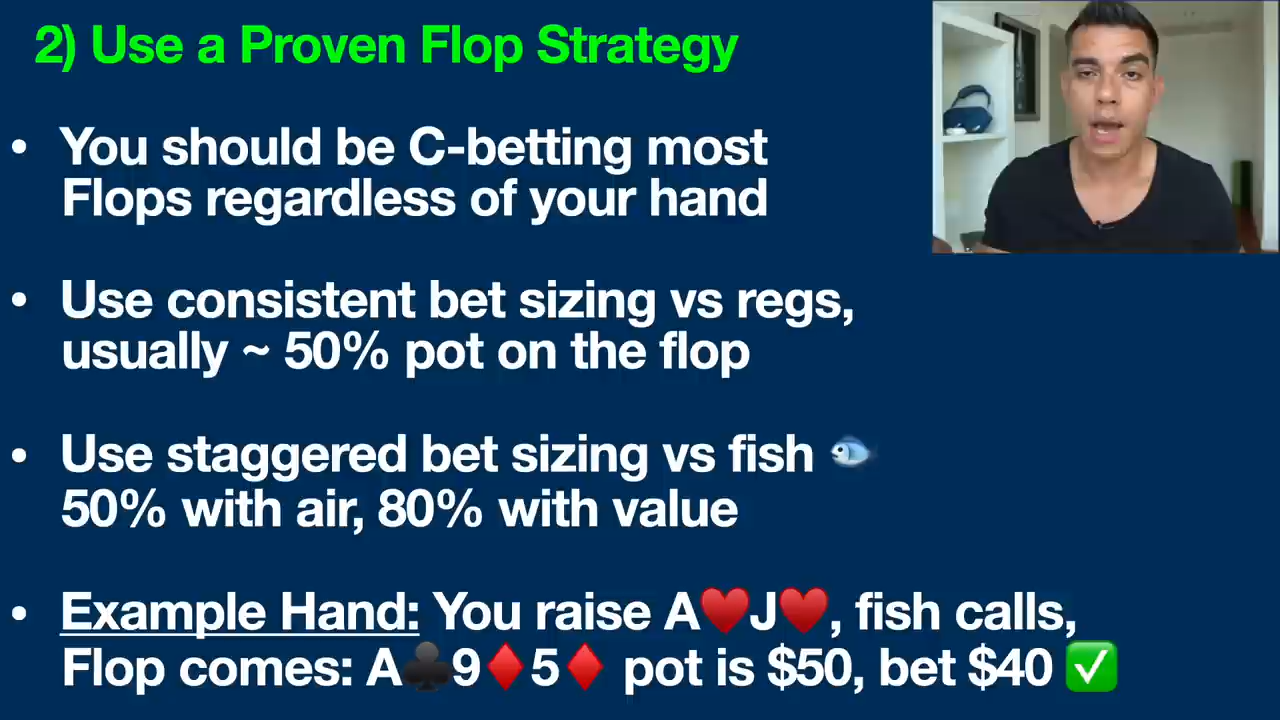 2) Use a Proven Flop Strategy
• You should be C-betting most
Flops regardless of your hand
• Use consistent bet sizing vs regs,
usually ~ 50% pot on the flop
• Use staggered bet sizing vs fish 🐟
50% with air, 80% with value
• Example Hand: You raise A♥️J♥️, fish calls,
Flop comes: A♣️9♦️5♦️ pot is $50, bet $40 ✅